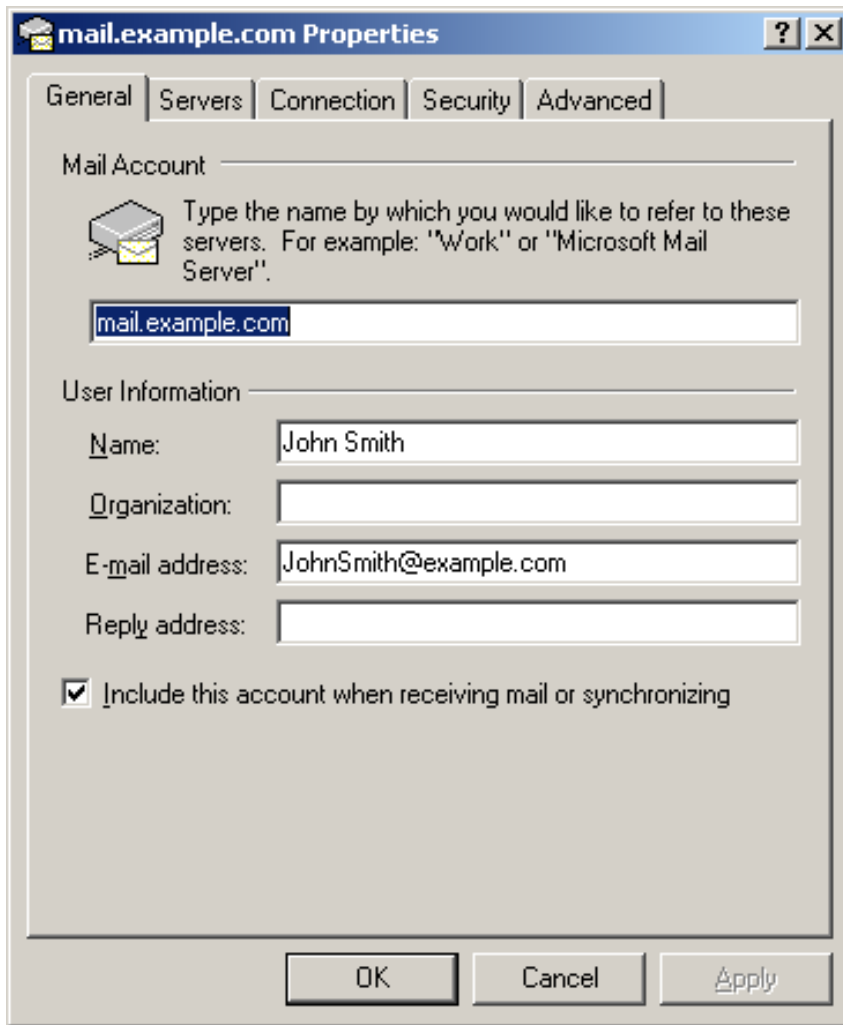 mail.example.com Properties
General Servers Connection Security Advanced
Mail Account
Type the name by which you would like to refer to these
servers. For example: "Work" or "Microsoft Mail
Server".
mail.example.com
User Information
Name: John Smith
Organization:
E-mail address: JohnSmith@example.com
Reply address:
Include this account when receiving mail or synchronizing
OK Cancel Apply